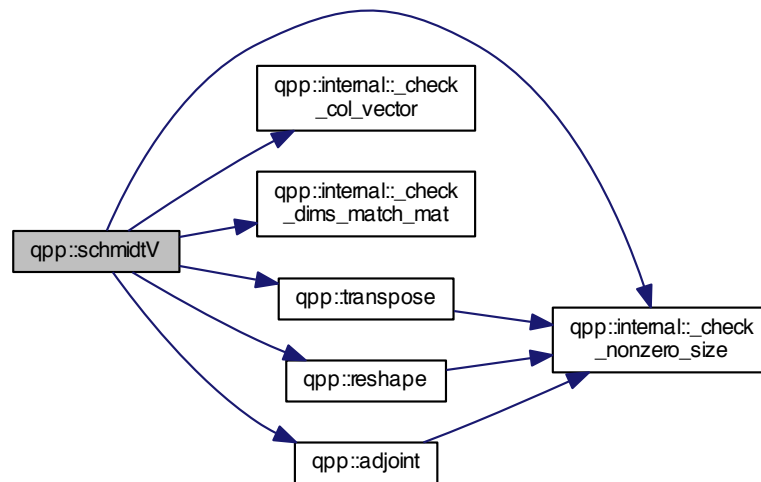 qpp::internal::_check
_col_vector
qpp::internal::_check
_dims_match_mat
qpp::schmidtV
qpp::transpose
qpp::internal::_check
_nonzero_size
qpp::reshape
qpp::adjoint